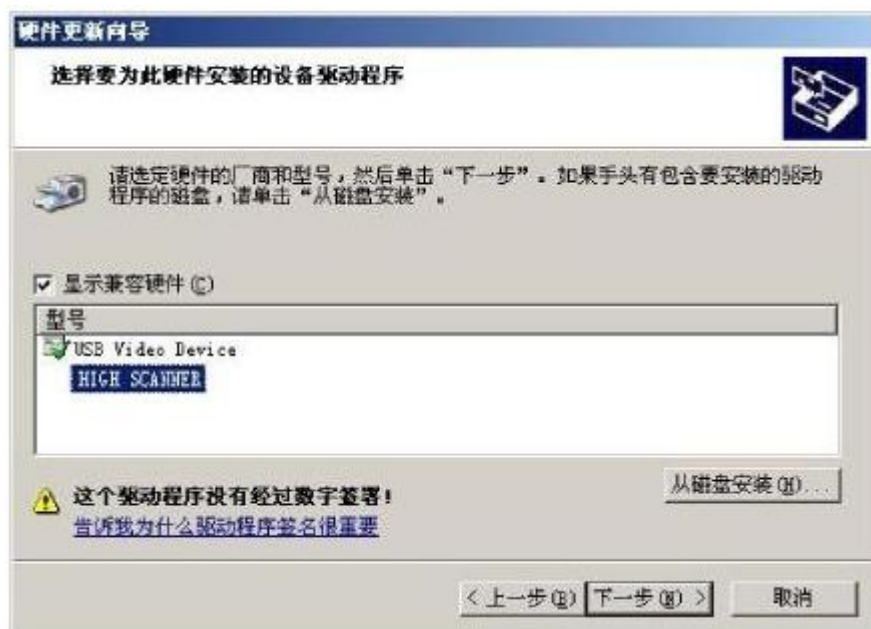 硬件更新向导
选择要为此硬件安装的设备驱动程序
请选定硬件的厂商和型号，然后单击“下一步”。如果手头有包含要安装的驱动
程序的磁盘，请单击“从磁盘安装”。
显示兼容硬件(C)
型号
USB Video Device
HIGH SCANNER
这个驱动程序没有经过数字签署!
从磁盘安装(H)...
告诉我为什么驱动程序签名很重要
< 上一步(B)
下一步(N) >
取消